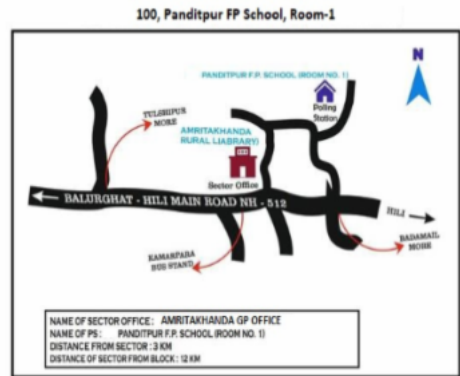 100, Panditpur FP School, Room-1
N
PANDITPUR F.P. SCHOOL (ROOM NO. 1)
Polling
Station
TULSHIPUR
MORE
AMRITAKHANDA
RURAL LIABRARY)
Sector Office
BALURGHAT - HILI MAIN ROAD NH - 512
HILI
KAMARPARA
BUS STAND
BADAMAIL
MORE
NAME OF SECTOR OFFICE : AMRITAKHANDA GP OFFICE
NAME OF PS : PANDITPUR F.P. SCHOOL (ROOM NO. 1)
DISTANCE FROM SECTOR : 3 KM
DISTANCE OF SECTOR FROM BLOCK : 12 KM